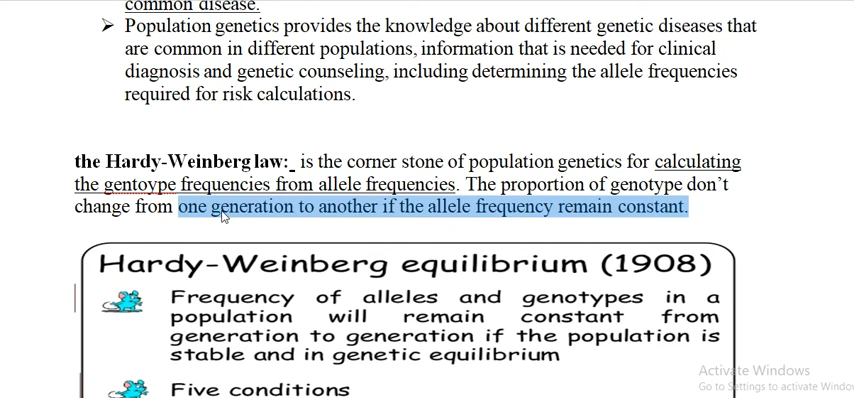 common disease.
➤ Population genetics provides the knowledge about different genetic diseases that
are common in different populations, information that is needed for clinical
diagnosis and genetic counseling, including determining the allele frequencies
required for risk calculations.
the Hardy-Weinberg law: is the corner stone of population genetics for calculating
the gentoype frequencies from allele frequencies. The proportion of genotype don't
change from one generation to another if the allele frequency remain constant.
Hardy-Weinberg equilibrium (1908)
Frequency of alleles and genotypes in a
population will remain constant from
generation to generation if the population is
stable and in genetic equilibrium
Five conditions
Activate Windows
Go to Settings to activate Windo